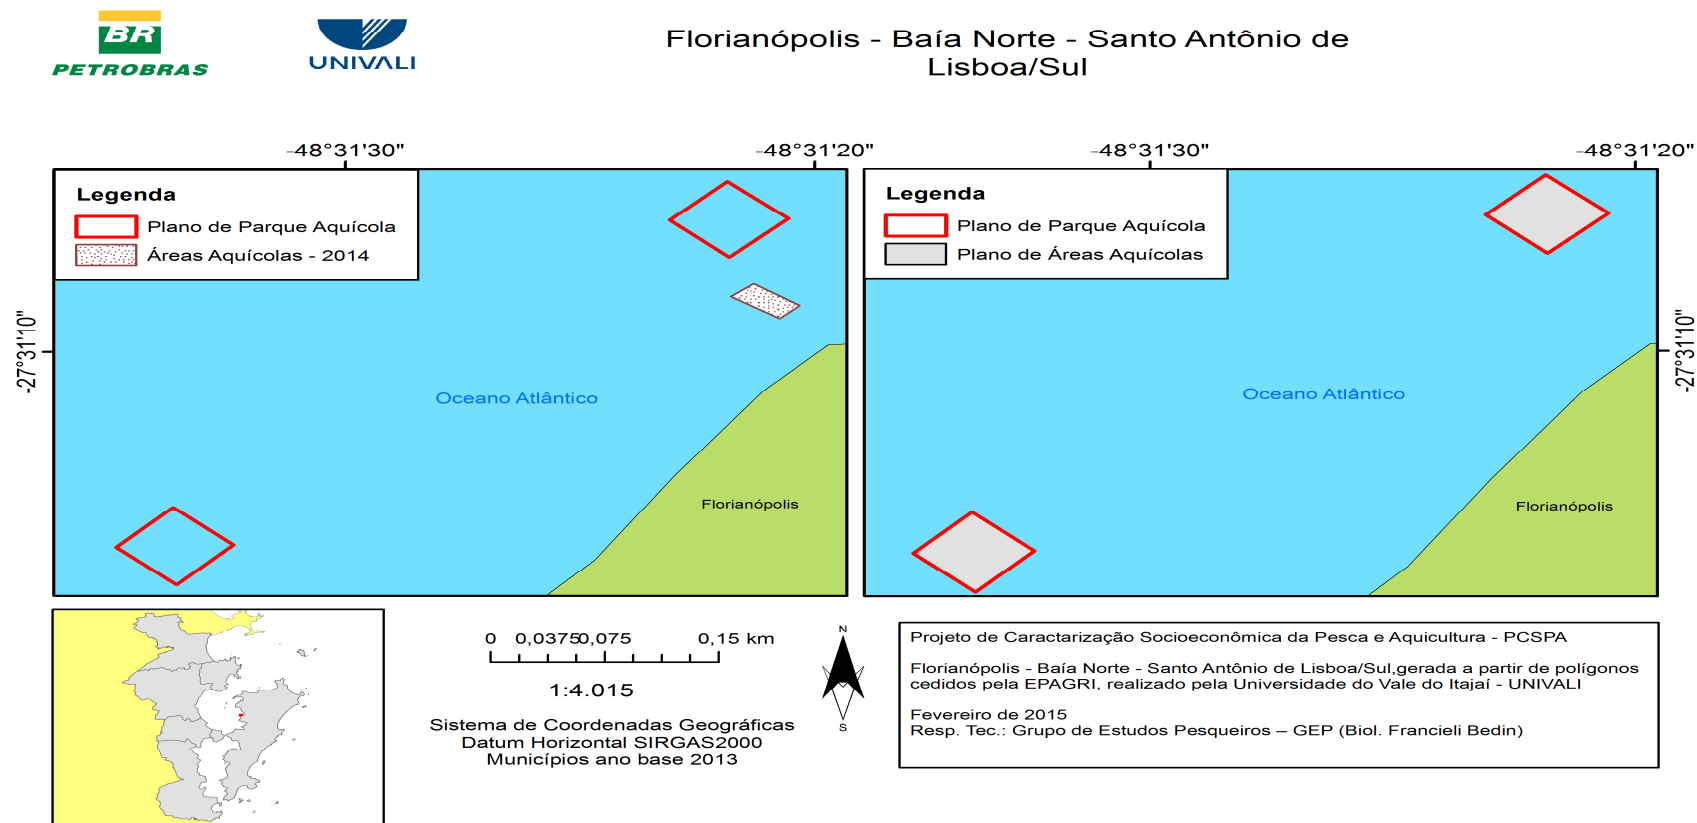 BR
PETROBRAS
UNIVALI
Florianópolis - Baía Norte - Santo Antônio de
Lisboa/Sul
-48°31'30"
-48°31'20"
-48°31'30"
-48°31'20"
Legenda
Plano de Parque Aquícola
Áreas Aquícolas - 2014
Legenda
Plano de Parque Aquícola
Plano de Áreas Aquícolas
-27°31'10"
-27°31'10"
Oceano Atlântico
Oceano Atlântico
Florianópolis
Florianópolis
0 0,0375 0,075 0,15 km
1:4.015
Sistema de Coordenadas Geográficas
Datum Horizontal SIRGAS2000
Municípios ano base 2013
N
S
Projeto de Caractarização Socioeconômica da Pesca e Aquicultura - PCSPA
Florianópolis - Baía Norte - Santo Antônio de Lisboa/Sul,gerada a partir de polígonos
cedidos pela EPAGRI, realizado pela Universidade do Vale do Itajaí - UNIVALI
Fevereiro de 2015
Resp. Tec.: Grupo de Estudos Pesqueiros – GEP (Biol. Francieli Bedin)